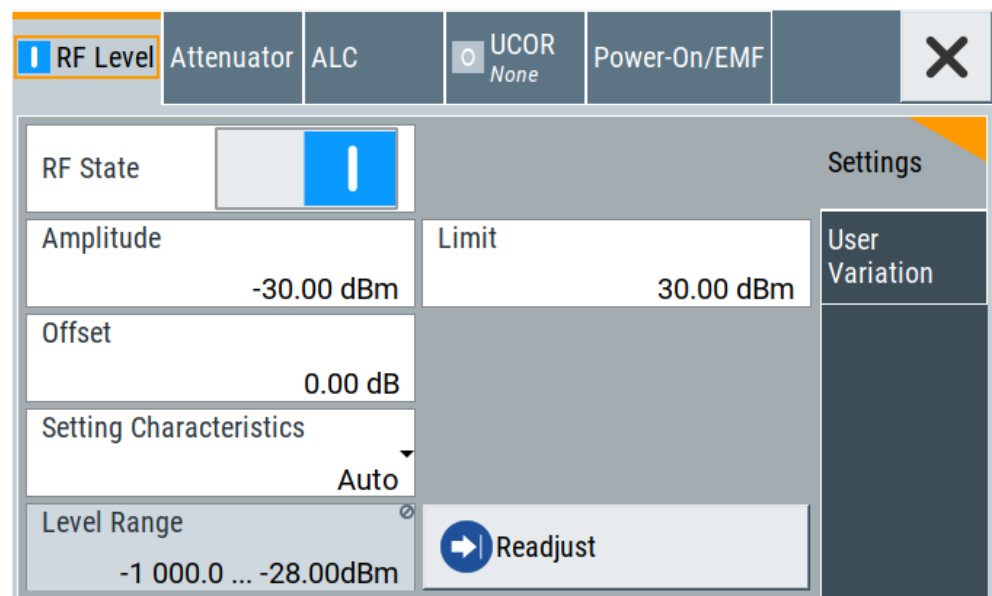 RF Level
Attenuator
ALC
UCOR
None
Power-On/EMF
RF State
Settings
Amplitude
-30.00 dBm
Limit
30.00 dBm
User
Variation
Offset
0.00 dB
Setting Characteristics
Auto
Level Range
-1 000.0 ... -28.00dBm
Readjust